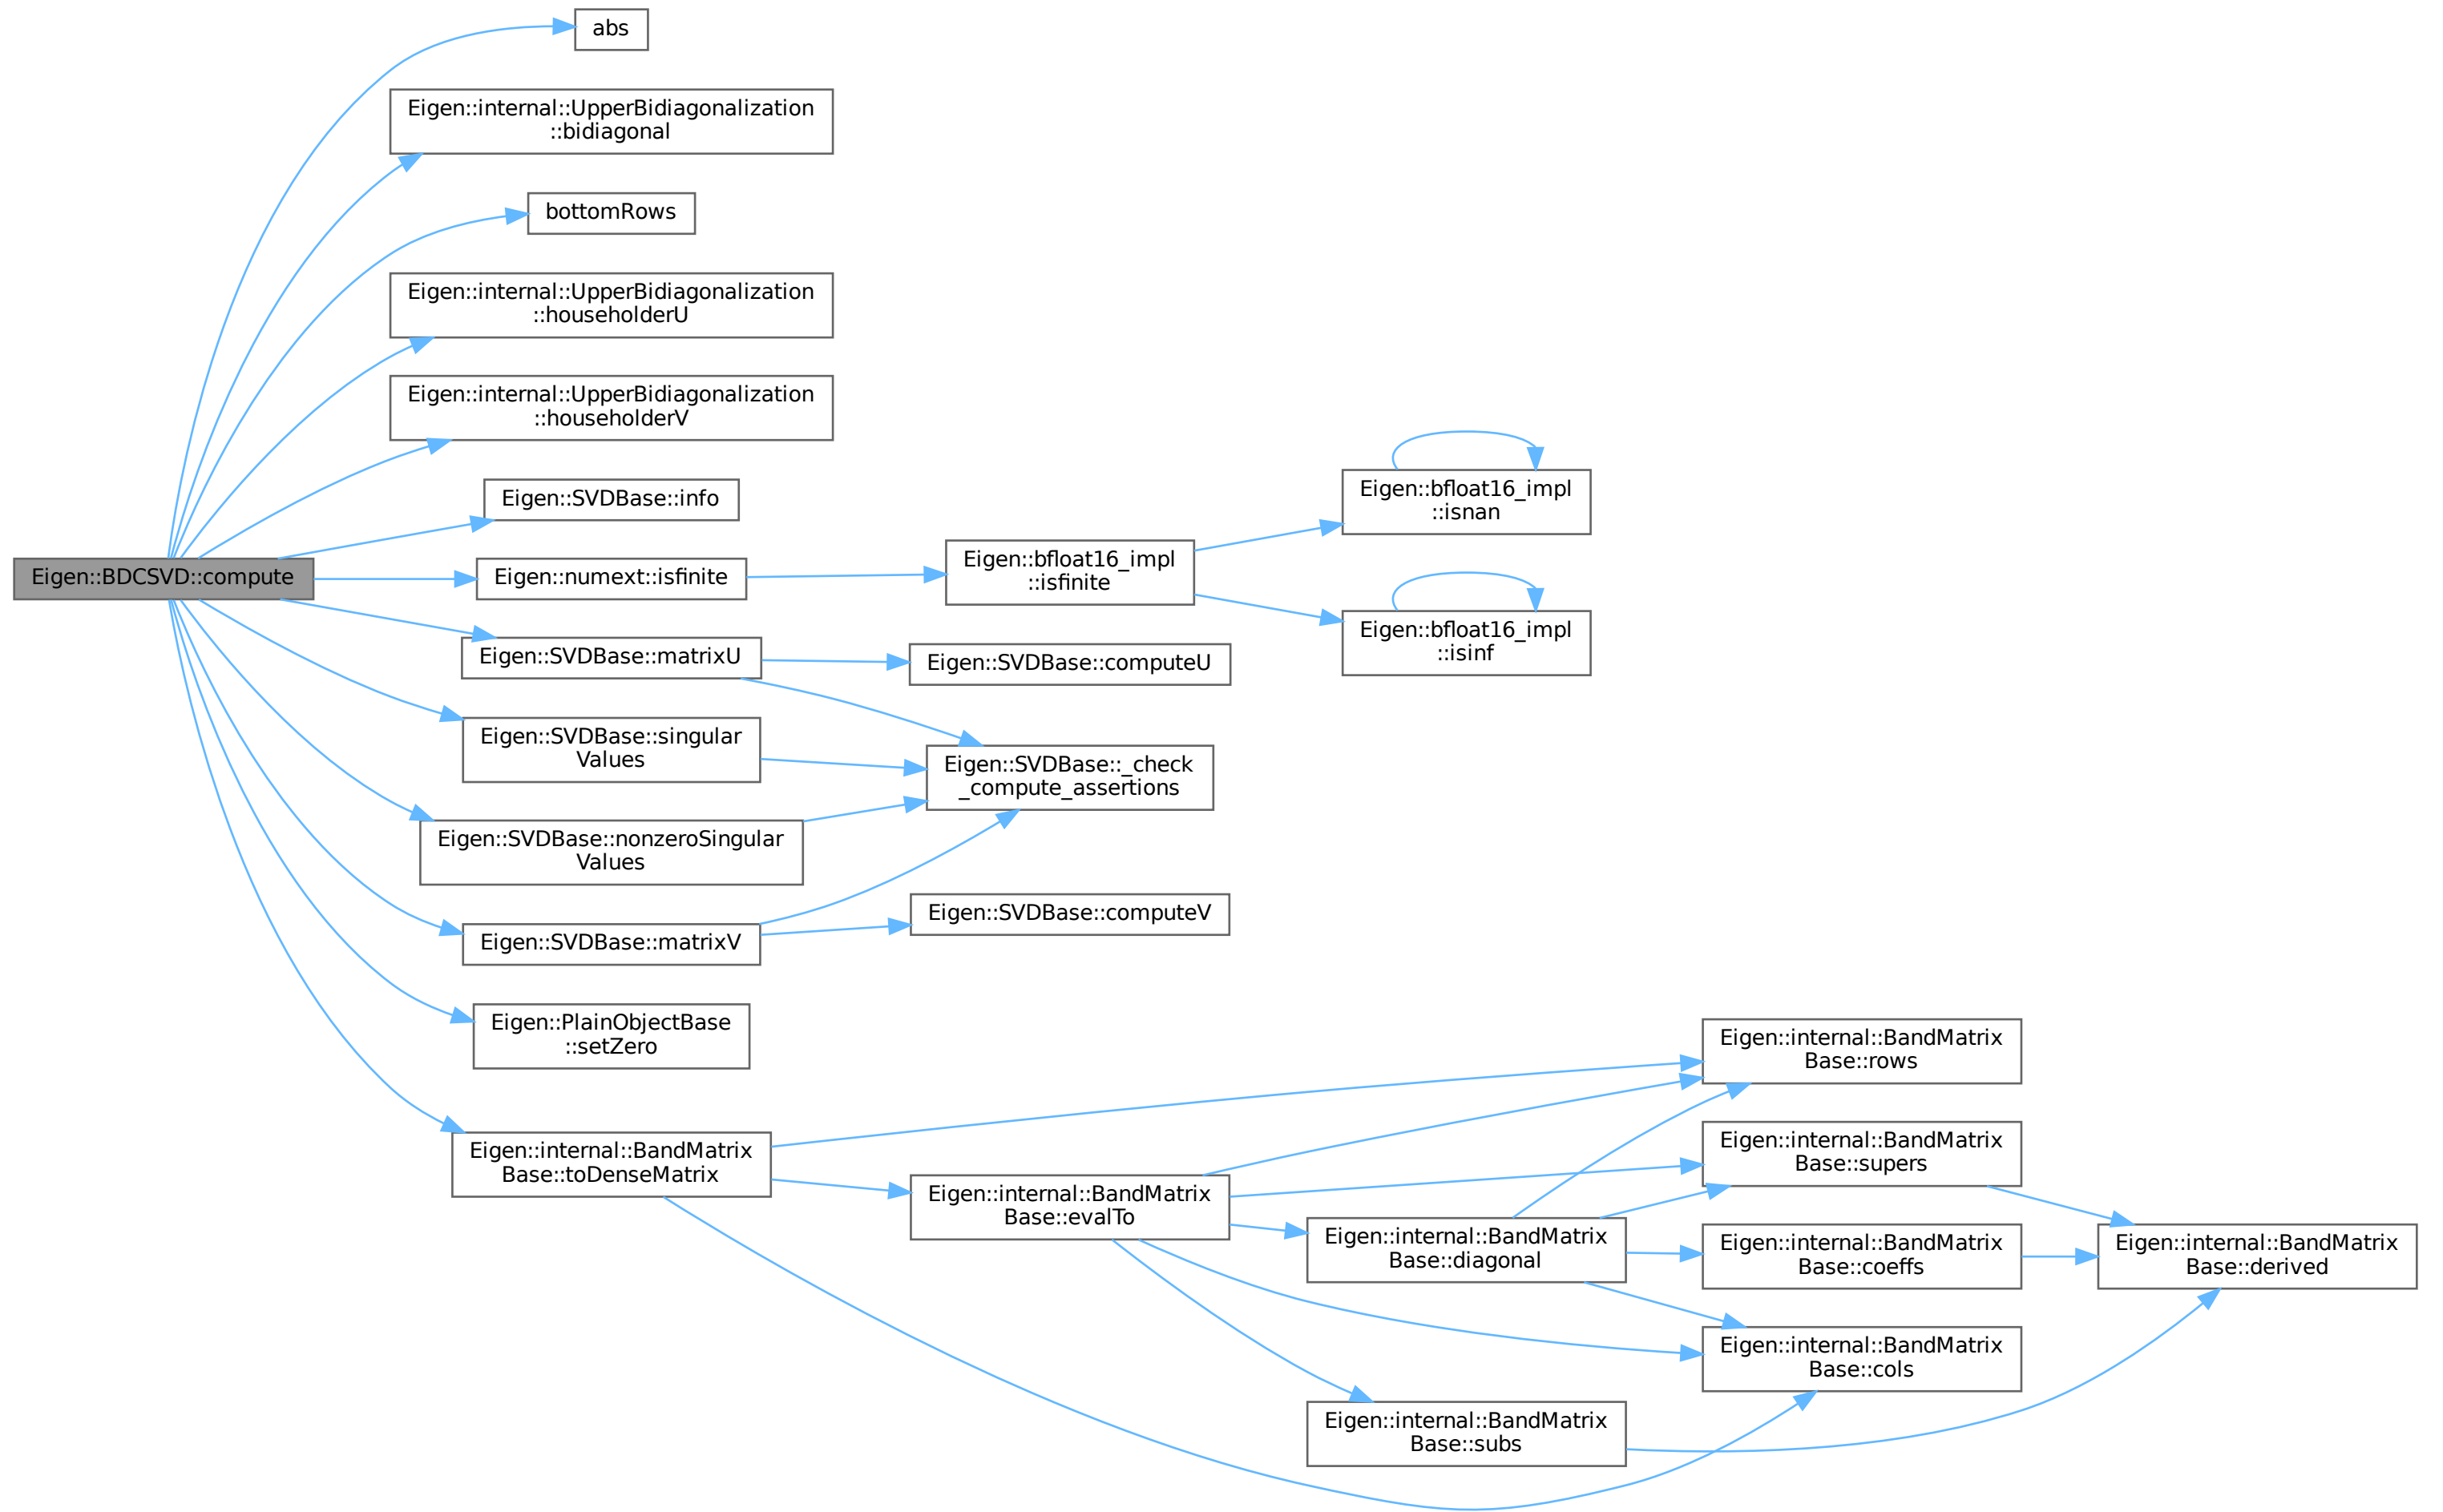 abs
Eigen::internal::UpperBidiagonalization
::bidiagonal
bottomRows
Eigen::internal::UpperBidiagonalization
::householderU
Eigen::internal::UpperBidiagonalization
::householderV
Eigen::SVDBase::info
Eigen::BDCSVD::compute
Eigen::numext::isfinite
Eigen::bfloat16_impl
::isfinite
Eigen::bfloat16_impl
::isnan
Eigen::bfloat16_impl
::isinf
Eigen::SVDBase::matrixU
Eigen::SVDBase::computeU
Eigen::SVDBase::singular
Values
Eigen::SVDBase::_check
_compute_assertions
Eigen::SVDBase::nonzeroSingular
Values
Eigen::SVDBase::matrixV
Eigen::SVDBase::computeV
Eigen::PlainObjectBase
::setZero
Eigen::internal::BandMatrix
Base::toDenseMatrix
Eigen::internal::BandMatrix
Base::evalTo
Eigen::internal::BandMatrix
Base::diagonal
Eigen::internal::BandMatrix
Base::subs
Eigen::internal::BandMatrix
Base::rows
Eigen::internal::BandMatrix
Base::supers
Eigen::internal::BandMatrix
Base::coeffs
Eigen::internal::BandMatrix
Base::cols
Eigen::internal::BandMatrix
Base::derived